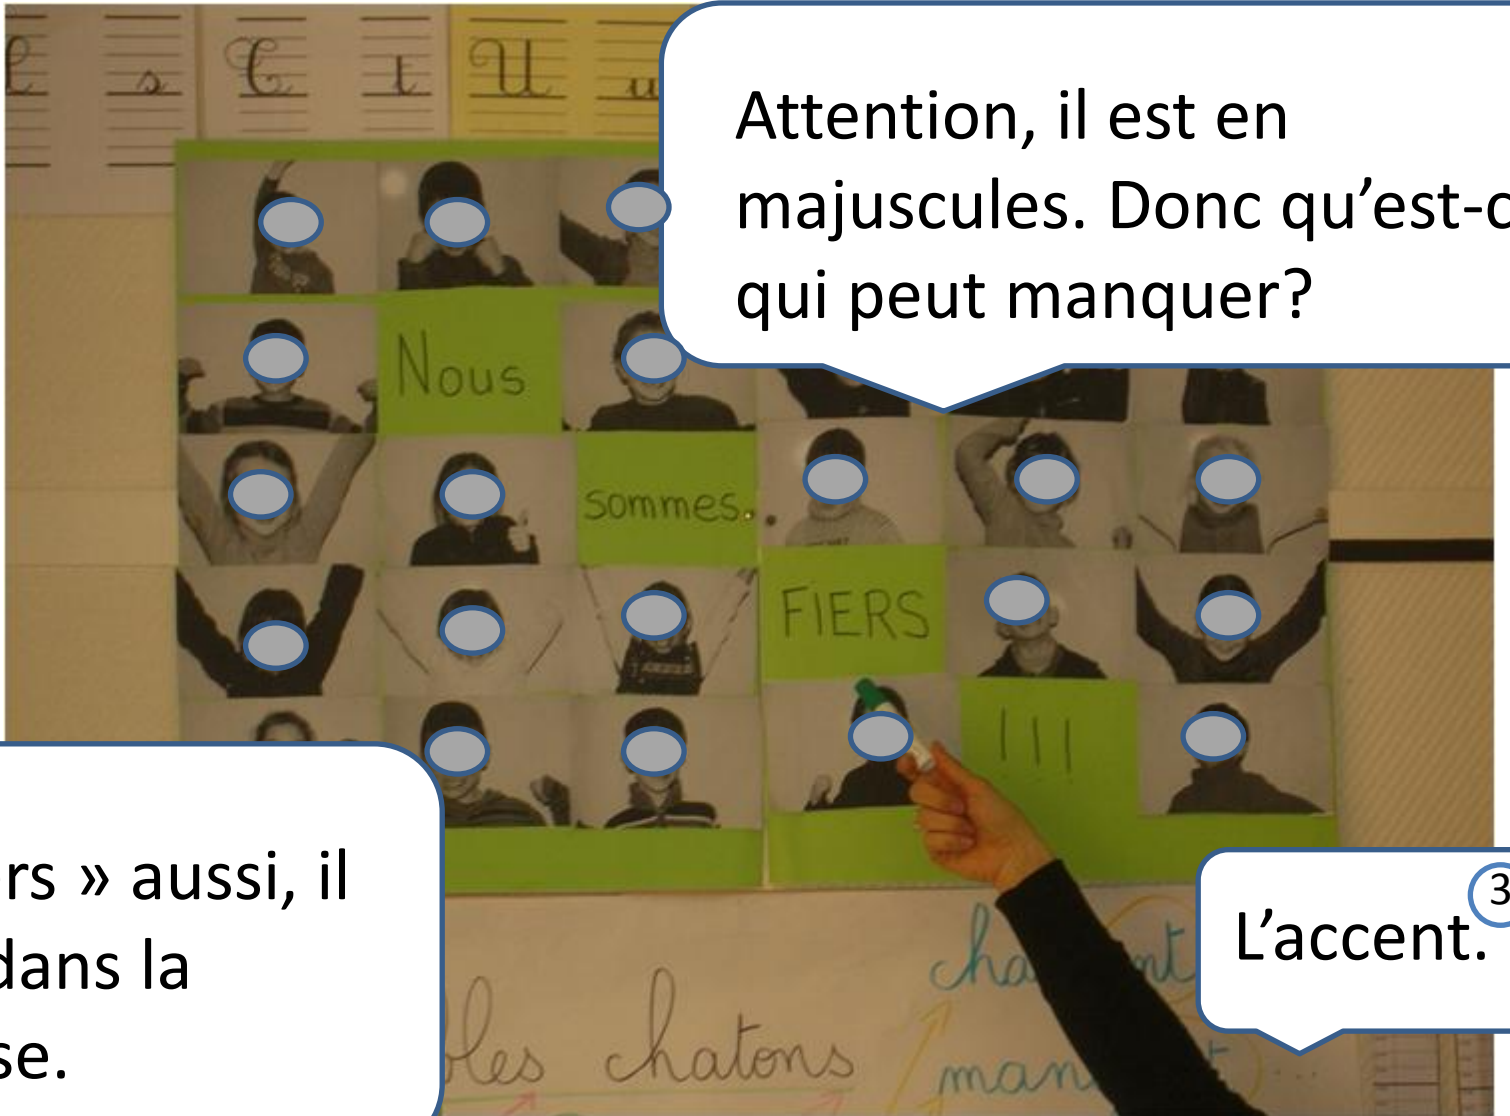 s C t U u
Attention, il est en
majuscules. Donc qu’est-c
qui peut manquer?
Nous
sommes.
FIERS
!!!
rs » aussi, il
dans la
se.
3
L’accent.
bles chatons